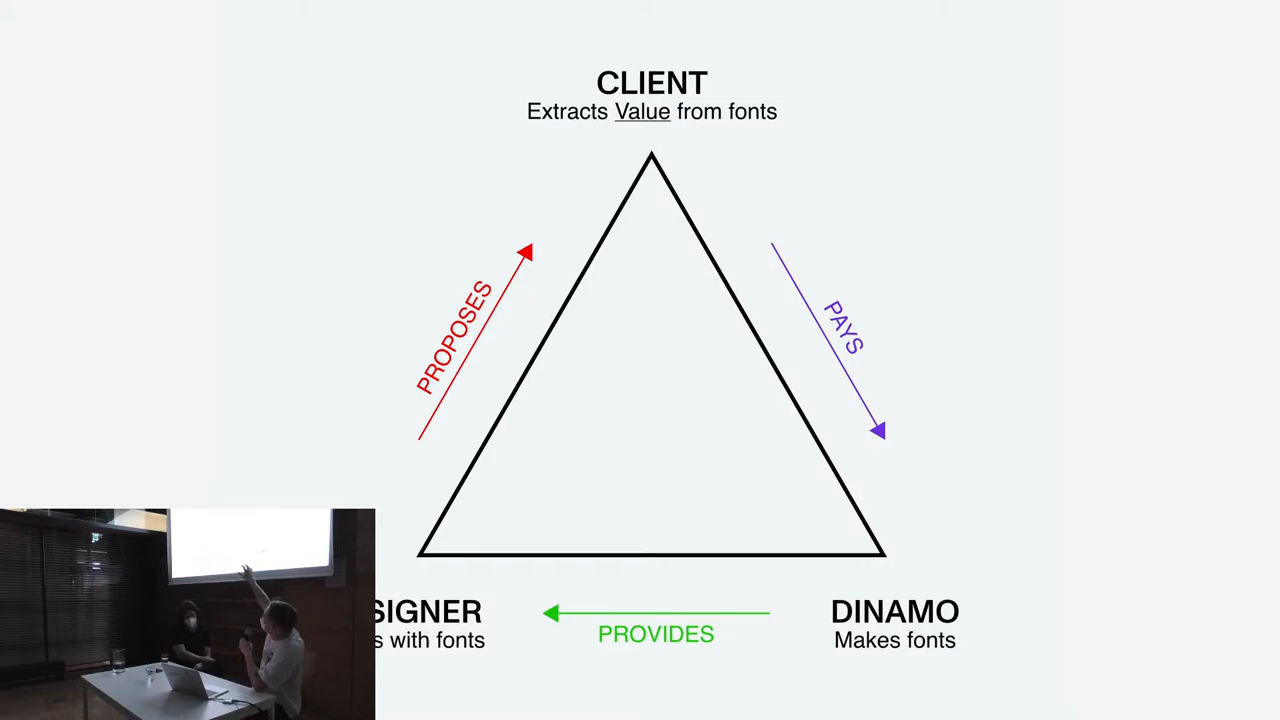 CLIENT
Extracts Value from fonts
PROPOSES
PAYS
SIGNER
s with fonts
PROVIDES
DINAMO
Makes fonts